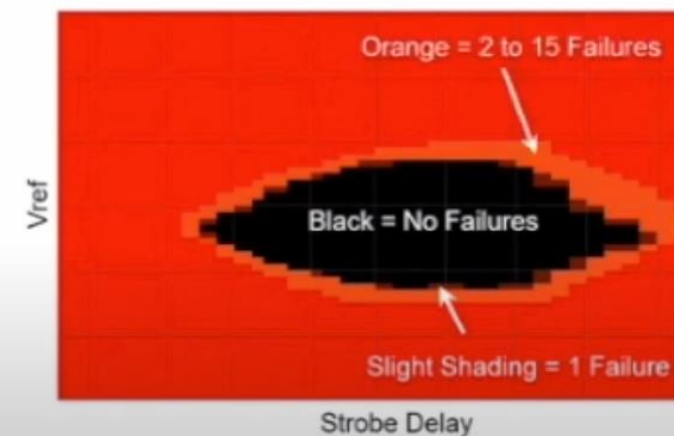 Orange = 2 to 15 Failures
Vref
Black = No Failures
Slight Shading = 1 Failure
Strobe Delay